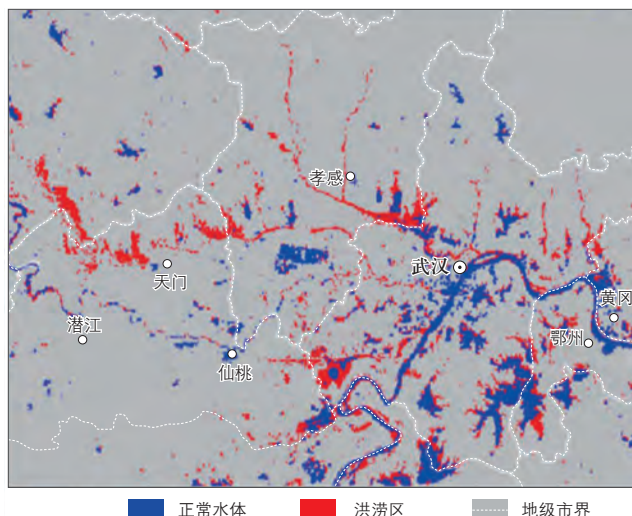 孝感
武汉
天门
黄冈
潜江
鄂州
仙桃
正常水体 洪涝区 地级市界